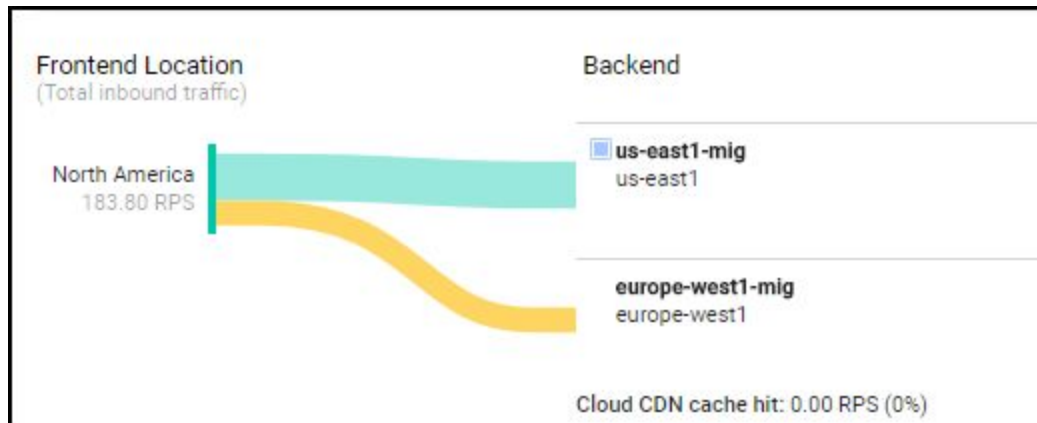 Frontend Location
(Total inbound traffic)
Backend
us-east1-mig
us-east1
North America
183.80 RPS
europe-west1-mig
europe-west1
Cloud CDN cache hit: 0.00 RPS (0%)